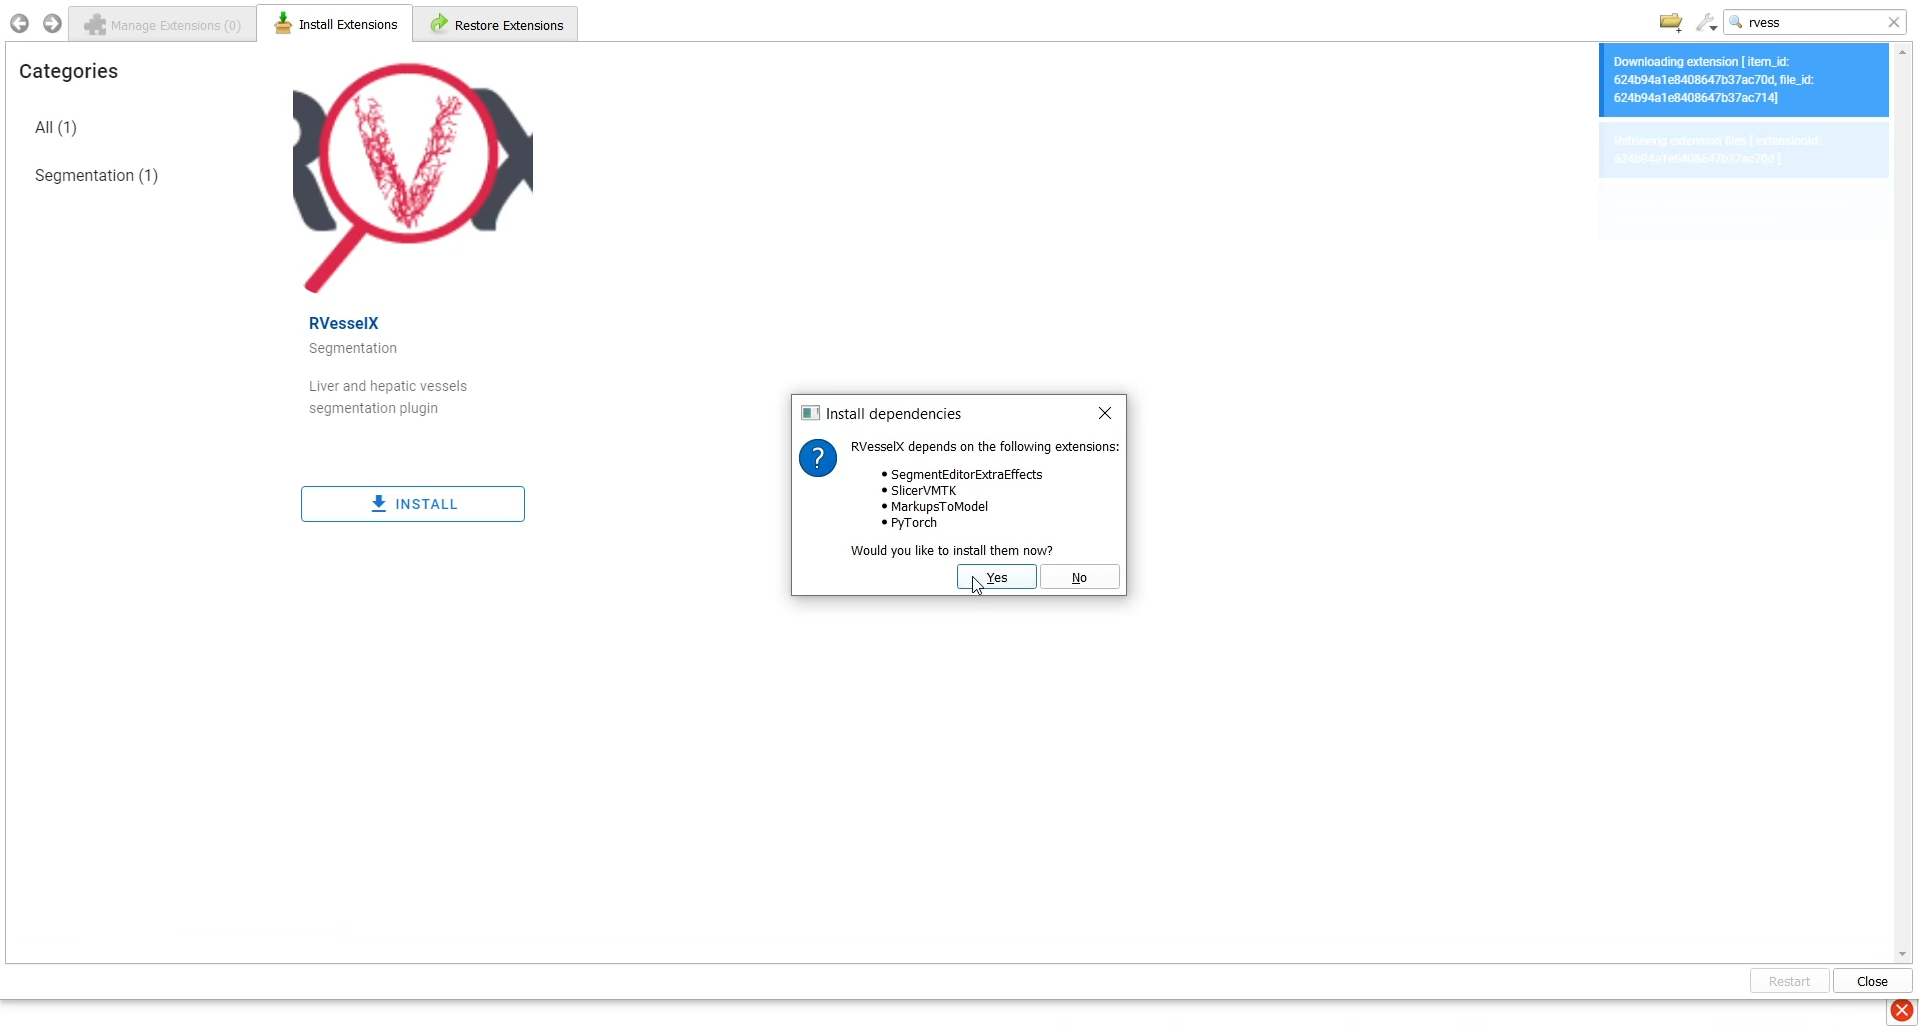 Manage Extensions (0)
Install Extensions
Restore Extensions
rvess
Categories
All (1)
Segmentation (1)
R V X
RVesselX
Segmentation
Liver and hepatic vessels
segmentation plugin
INSTALL
Downloading extension [ item_id:
624b94a1e8408647b37ac70d, file_id:
624b94a1e8408647b37ac714]
Retrieving extension files [ extensionId:
624b94a1e8408647b37ac70d ]
Install dependencies
?
RVesselX depends on the following extensions:
• SegmentEditorExtraEffects
• SlicerVMTK
• MarkupsToModel
• PyTorch
Would you like to install them now?
Yes
No
Restart
Close